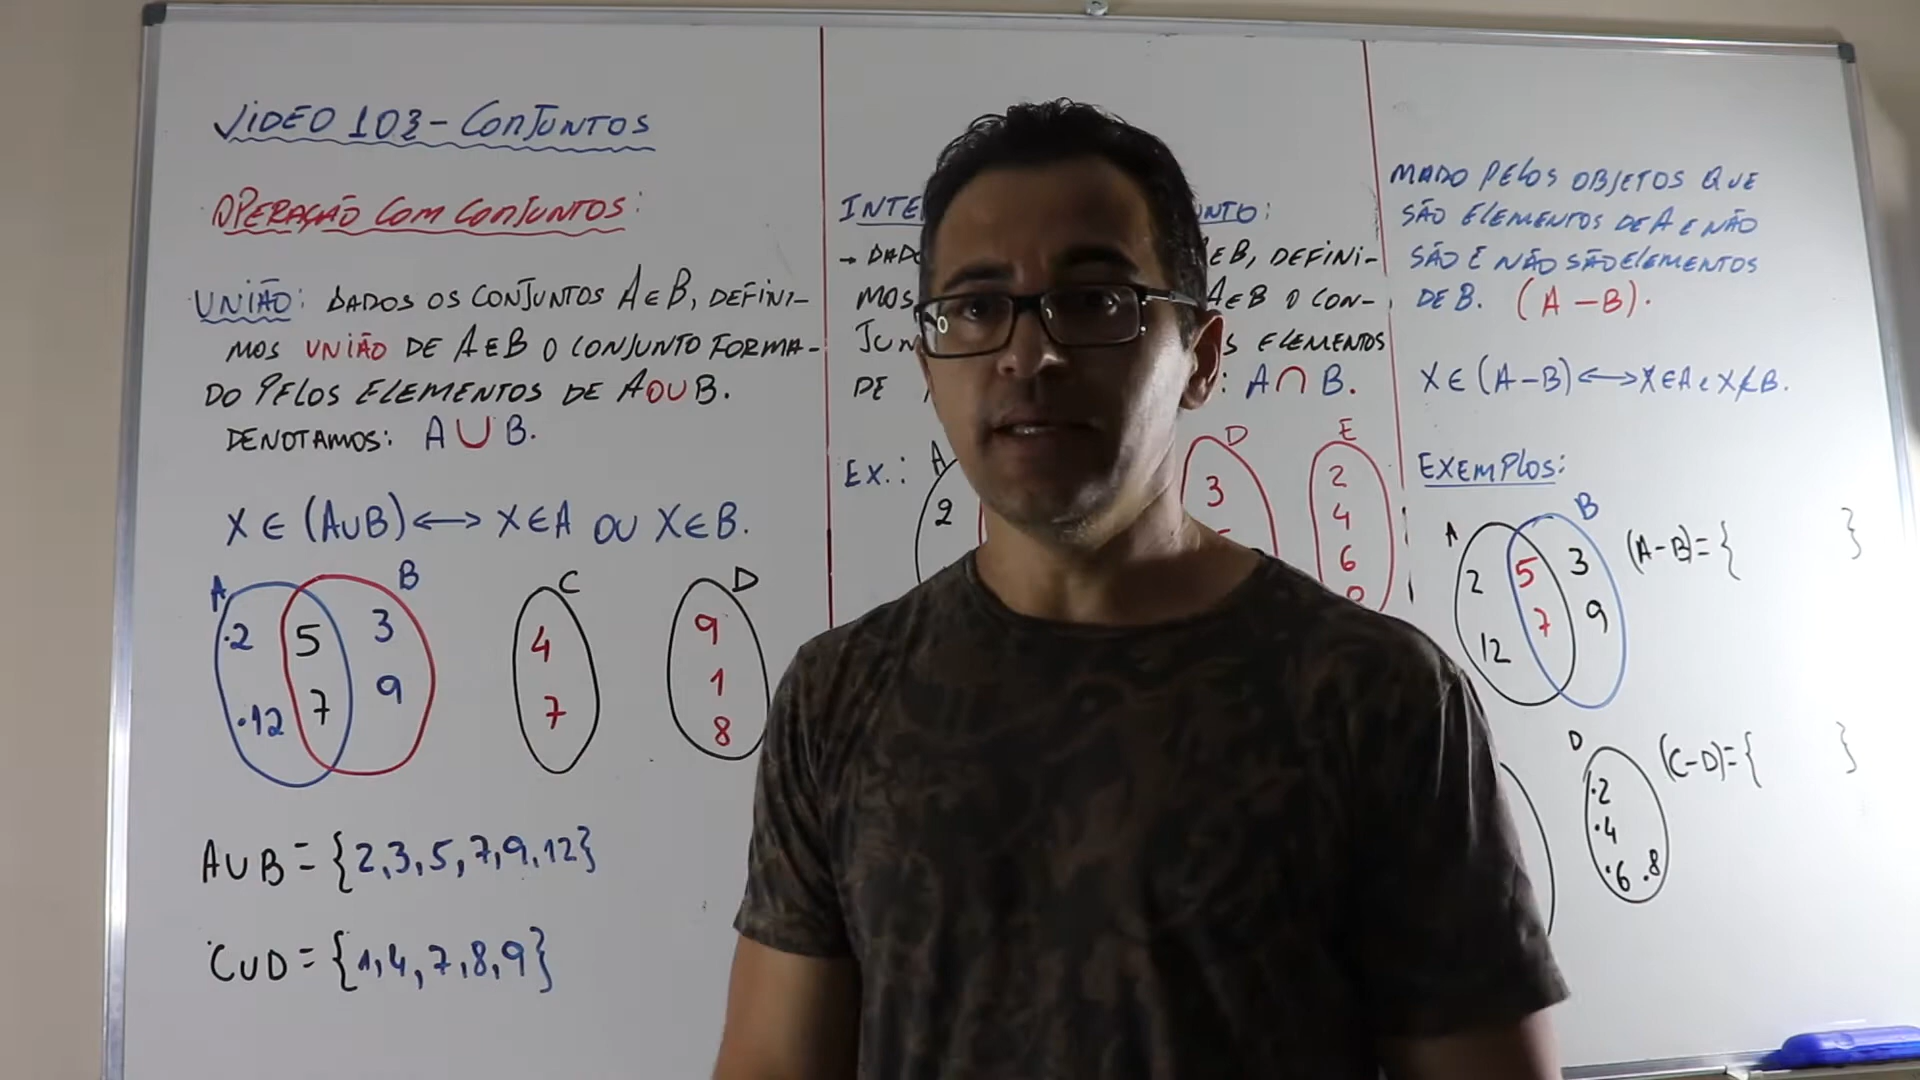 VIDEO 103 - CONJUNTOS
OPERAÇÃO COM CONJUNTOS:
UNIÃO: DADOS OS CONJUNTOS A E B, DEFINI-
MOS UNIÃO DE A E B O CONJUNTO FORMA-
DO PELOS ELEMENTOS DE A OU B.
DENOTAMOS: A ∪ B.
X ∈ (A∪B) ⟷ X ∈ A OU X ∈ B.
A B C D
.2 5 3 4 9
.12 7 9 7 1
8
A∪B = {2,3,5,7,9,12}
C∪D = {1,4,7,8,9}
: 
E B, DEFINI-
MOS A E B O CON-
ELEMENTOS
DE : A ∩ B.
EX.: A D E
2 3 2
4
6
MADO PELOS OBJETOS QUE
SÃO ELEMENTOS DE A E NÃO
SÃO E NÃO SÃO ELEMENTOS
DE B. (A - B).
X ∈ (A-B) ⟷ X ∈ A e X ∉ B.
EXEMPLOS:
A B
2 5 3 (A-B) = { }
12 7 9
D (C-D) = { }
.2
.4
.6 .8